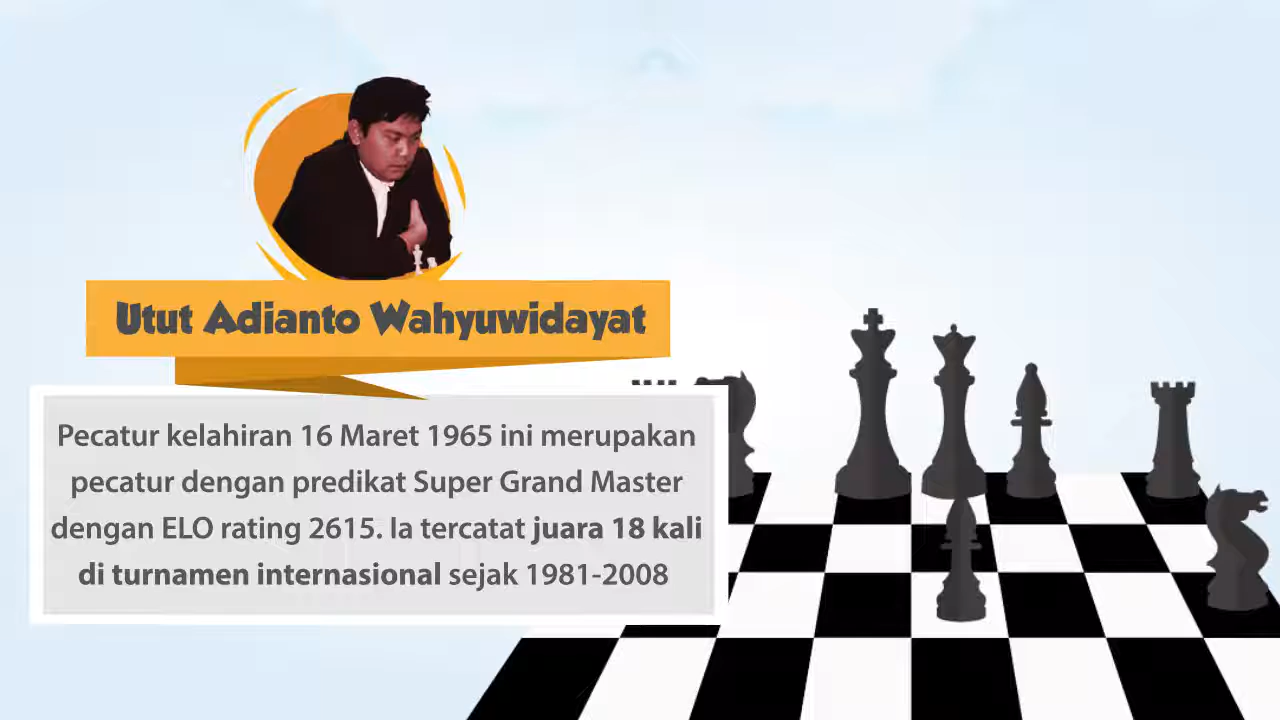 Utut Adianto Wahyuwidayat
Pecatur kelahiran 16 Maret 1965 ini merupakan
pecatur dengan predikat Super Grand Master
dengan ELO rating 2615. Ia tercatat juara 18 kali
di turnamen internasional sejak 1981-2008